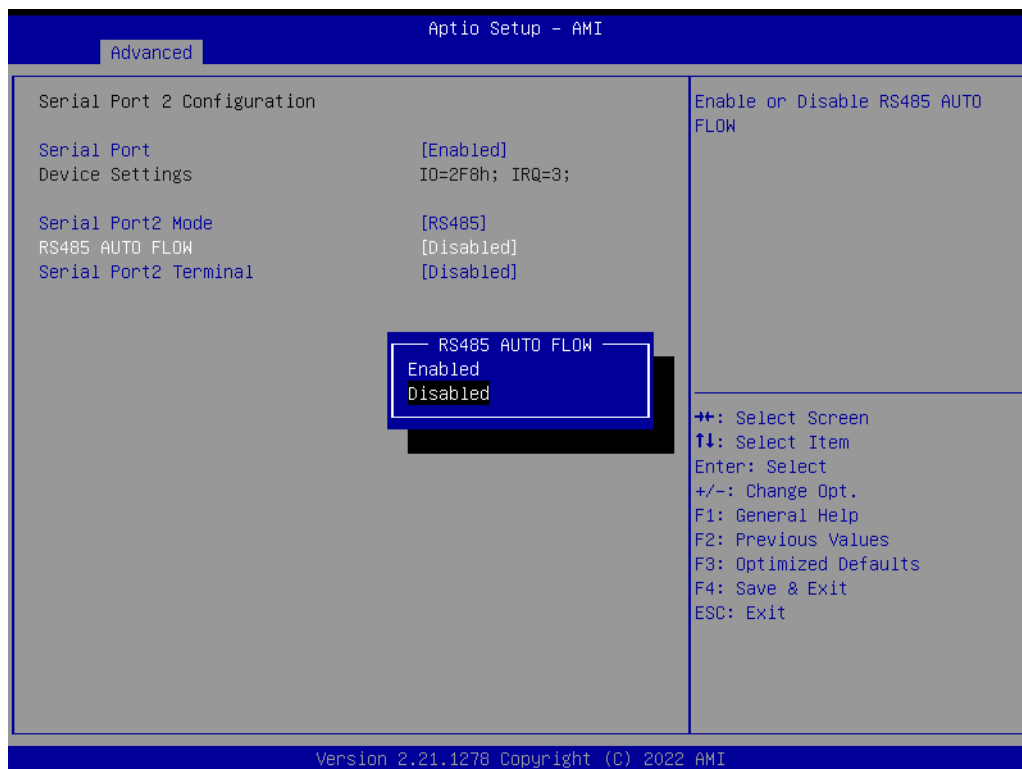 Aptio Setup – AMI
Advanced
Serial Port 2 Configuration
Serial Port [Enabled]
Device Settings IO=2F8h; IRQ=3;
Serial Port2 Mode [RS485]
RS485 AUTO FLOW [Disabled]
Serial Port2 Terminal [Disabled]
RS485 AUTO FLOW
Enabled
Disabled
Enable or Disable RS485 AUTO
FLOW
→←: Select Screen
↑↓: Select Item
Enter: Select
+/-: Change Opt.
F1: General Help
F2: Previous Values
F3: Optimized Defaults
F4: Save & Exit
ESC: Exit
Version 2.21.1278 Copyright (C) 2022 AMI